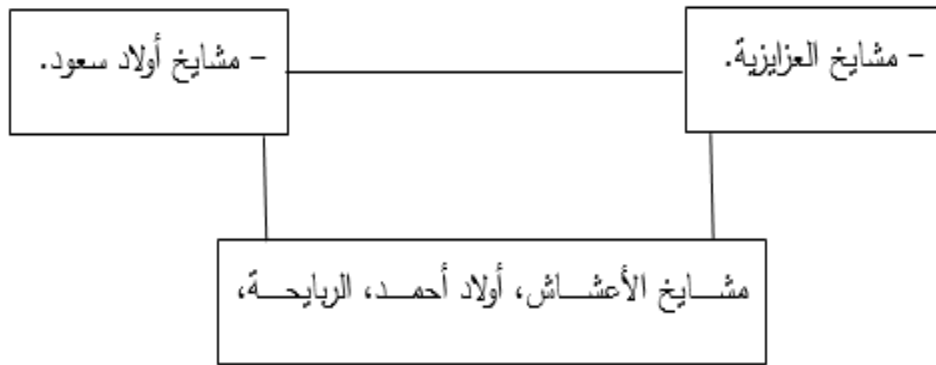 - مشايخ العزايزية.
- مشايخ أولاد سعود.
مشـــايخ الأعشـــاش، أولاد أحمـــد، الربايحـــة،